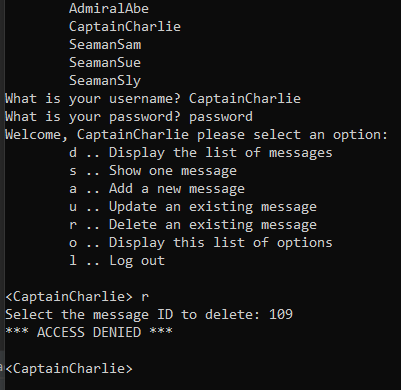 AdmiralAbe
CaptainCharlie
SeamanSam
SeamanSue
SeamanSly
What is your username? CaptainCharlie
What is your password? password
Welcome, CaptainCharlie please select an option:
d .. Display the list of messages
s .. Show one message
a .. Add a new message
u .. Update an existing message
r .. Delete an existing message
o .. Display this list of options
l .. Log out
<CaptainCharlie> r
Select the message ID to delete: 109
*** ACCESS DENIED ***
<CaptainCharlie>